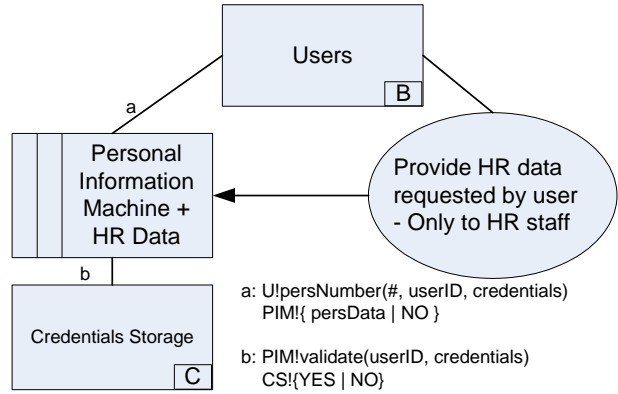 Users
B
a
Personal
Information
Machine +
HR Data
Provide HR data
requested by user
- Only to HR staff
b
Credentials Storage
C
a: U!persNumber(#, userID, credentials)
PIM!{ persData | NO }
b: PIM!validate(userID, credentials)
CS!{YES | NO}